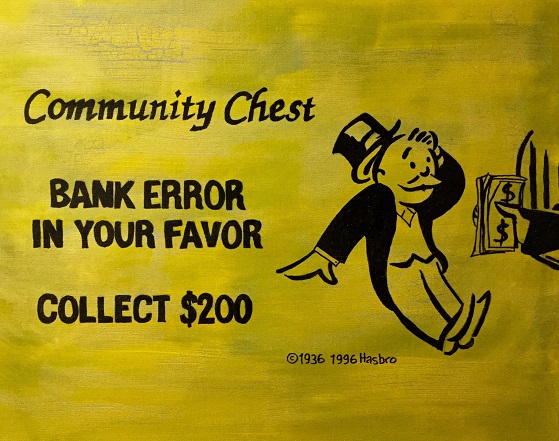 Community Chest
BANK ERROR
IN YOUR FAVOR
COLLECT $200
$
$
©1936 1996 Hasbro